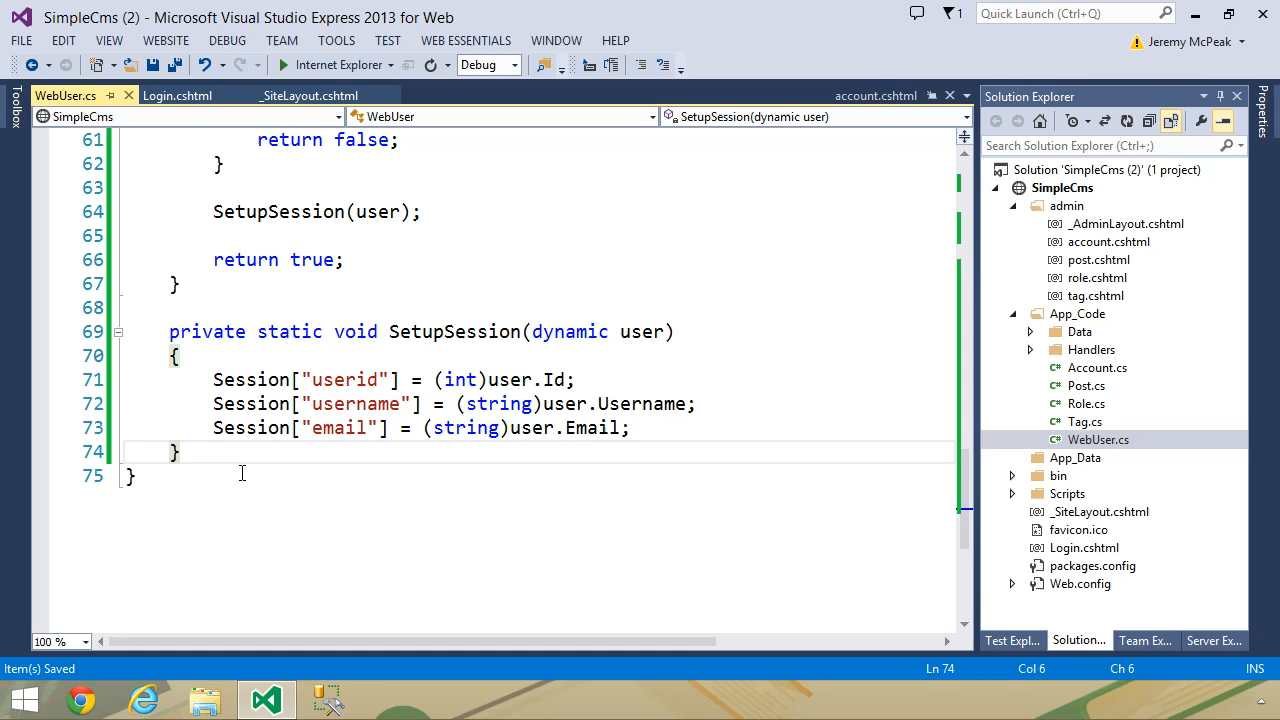 SimpleCms (2) - Microsoft Visual Studio Express 2013 for Web
1
Quick Launch (Ctrl+Q)
FILE EDIT VIEW WEBSITE DEBUG TEAM TOOLS TEST WEB ESSENTIALS WINDOW HELP
Jeremy McPeak
Internet Explorer
Debug
Toolbox
WebUser.cs
Login.cshtml
_SiteLayout.cshtml
account.cshtml
SimpleCms
WebUser
SetupSession(dynamic user)
61 return false;
62 }
63
64 SetupSession(user);
65
66 return true;
67 }
68
69 private static void SetupSession(dynamic user)
70 {
71 Session["userid"] = (int)user.Id;
72 Session["username"] = (string)user.Username;
73 Session["email"] = (string)user.Email;
74 }
75 }
100 %
Solution Explorer
Search Solution Explorer (Ctrl+;)
Solution 'SimpleCms (2)' (1 project)
SimpleCms
admin
_AdminLayout.cshtml
account.cshtml
post.cshtml
role.cshtml
tag.cshtml
App_Code
Data
Handlers
Account.cs
Post.cs
Role.cs
Tag.cs
WebUser.cs
App_Data
bin
Scripts
_SiteLayout.cshtml
favicon.ico
Login.cshtml
packages.config
Web.config
Test Expl...
Solution...
Team Ex...
Server Ex...
Properties
Item(s) Saved
Ln 74
Col 6
Ch 6
INS